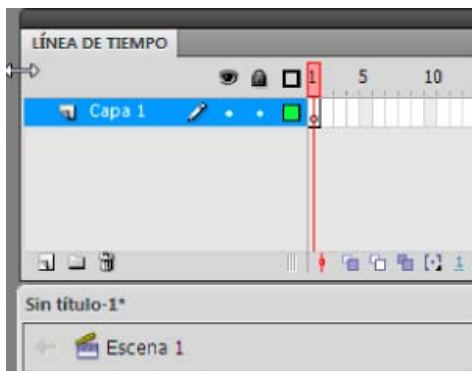 LÍNEA DE TIEMPO
1 5 10
Capa 1
1
Sin título-1*
Escena 1